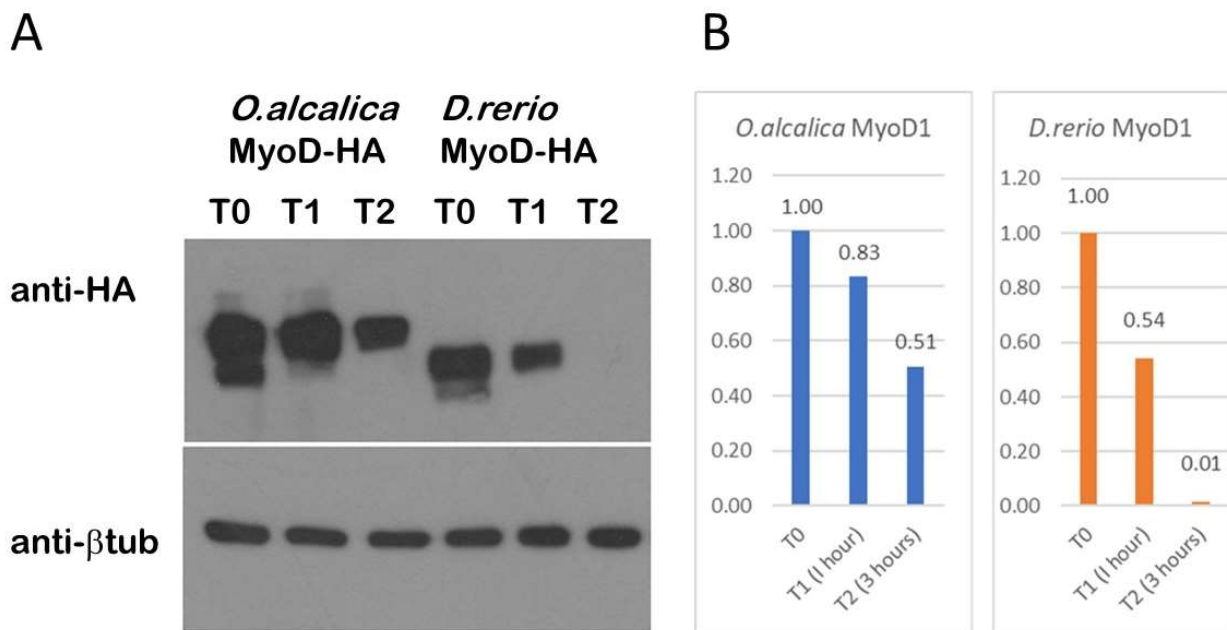 A
B
O.alcalica D.rerio
MyoD-HA MyoD-HA
T0 T1 T2 T0 T1 T2
anti-HA
anti-βtub
O.alcalica MyoD1
1.20
1.00
0.80
0.60
0.40
0.20
0.00
1.00
0.83
0.51
T0
T1 (I hour)
T2 (3 hours)
D.rerio MyoD1
1.20
1.00
0.80
0.60
0.40
0.20
0.00
1.00
0.54
0.01
T0
T1 (I hour)
T2 (3 hours)